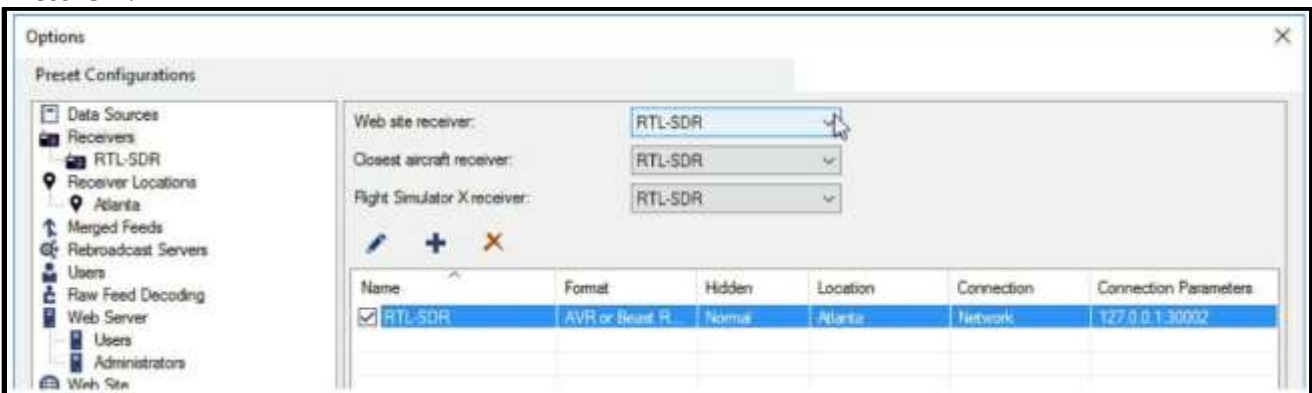 Options
Preset Configurations
Data Sources
Receivers
RTL-SDR
Receiver Locations
Atlanta
Merged Feeds
Rebroadcast Servers
Users
Raw Feed Decoding
Web Server
Users
Administrators
Web Site
Web site receiver: RTL-SDR
Closest aircraft receiver: RTL-SDR
Flight Simulator X receiver: RTL-SDR
Name Format Hidden Location Connection Connection Parameters
RTL-SDR AVR or Beast R... Normal Atlanta Network 127.0.0.1:30002